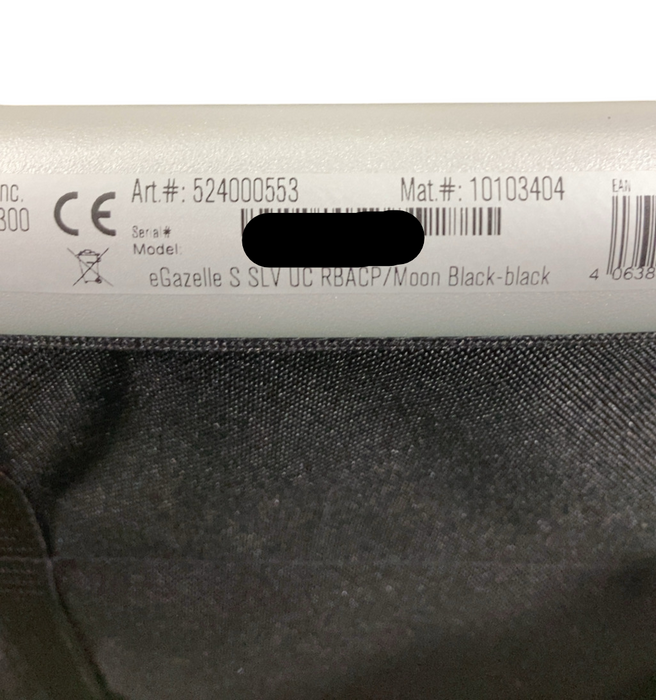 nc.
300
CE
Art.#: 524000553
Mat.#: 10103404
EAN
Serial#
Model:
eGazelle S SLV UC RBACP/Moon Black-black
4 0638